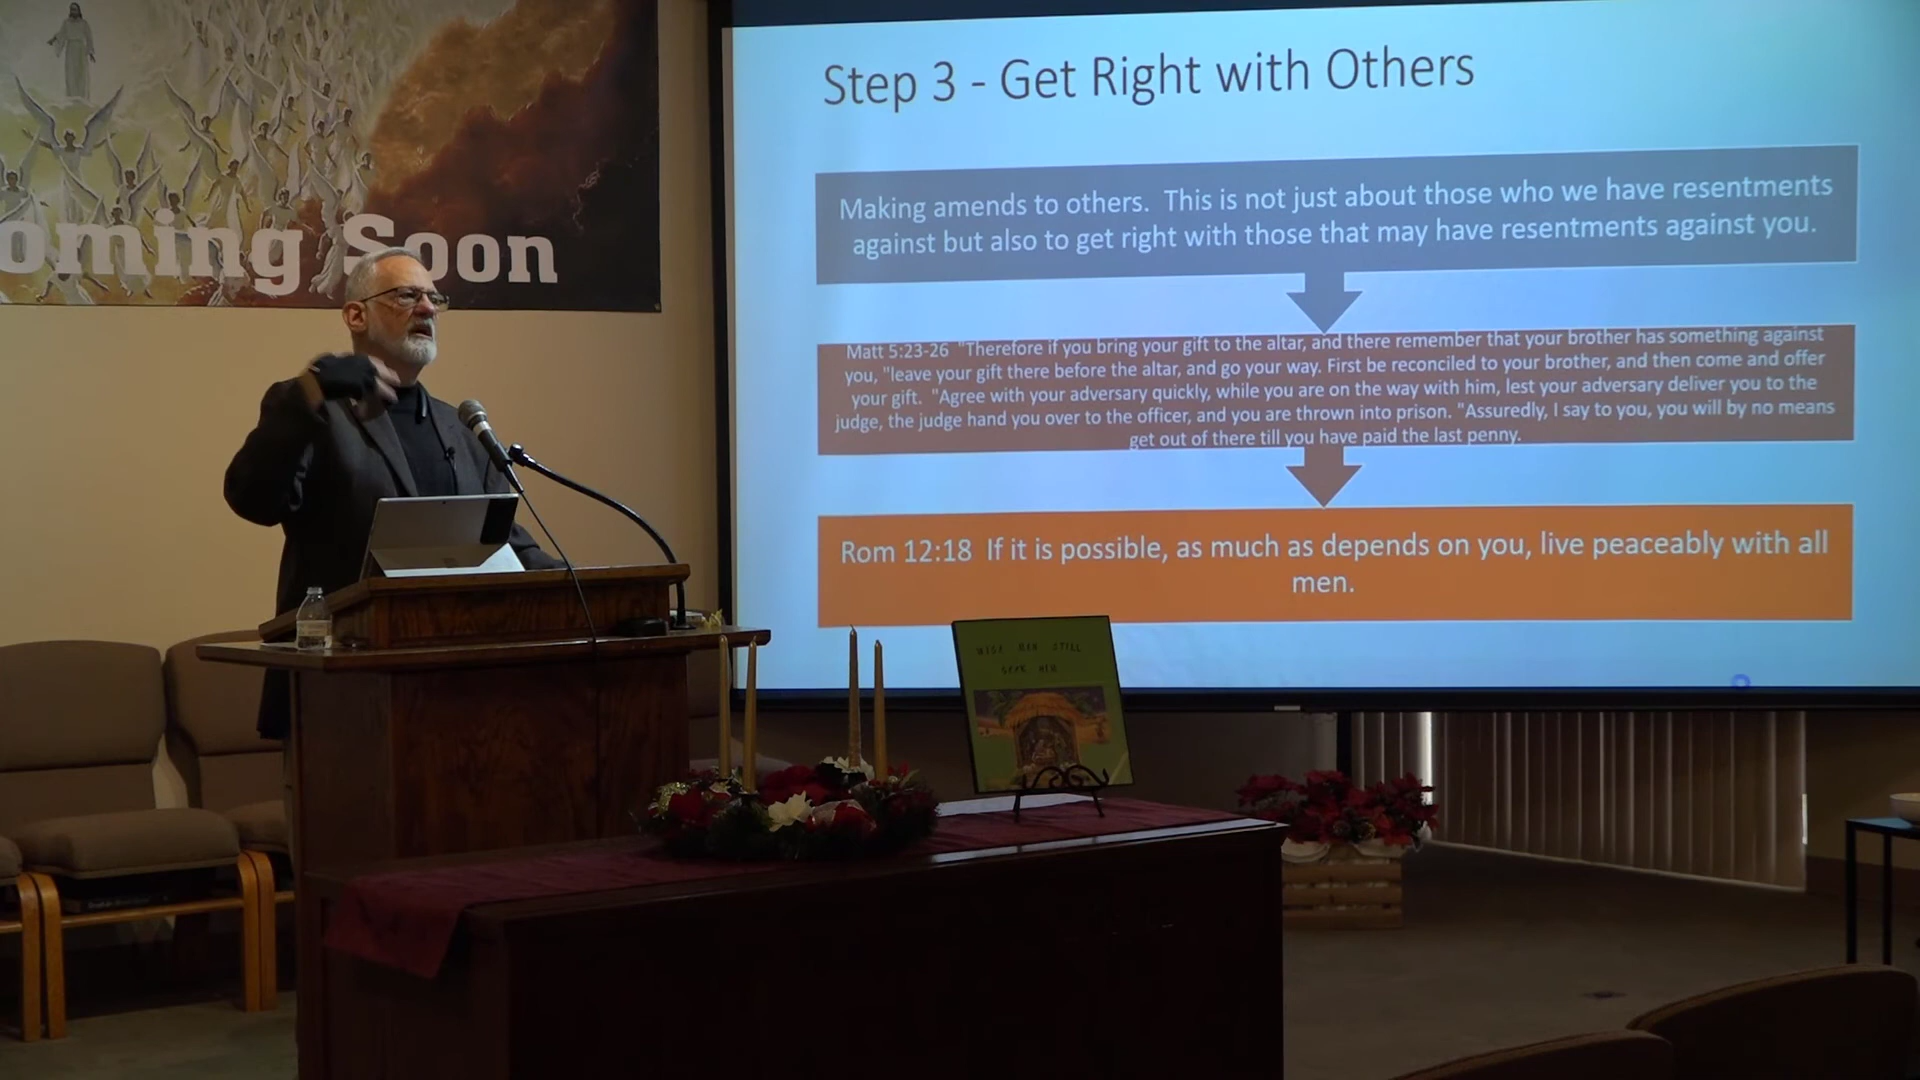 oming Soon
Step 3 - Get Right with Others
Making amends to others. This is not just about those who we have resentments
against but also to get right with those that may have resentments against you.
Matt 5:23-26 "Therefore if you bring your gift to the altar, and there remember that your brother has something against
you, "leave your gift there before the altar, and go your way. First be reconciled to your brother, and then come and offer
your gift. "Agree with your adversary quickly, while you are on the way with him, lest your adversary deliver you to the
judge, the judge hand you over to the officer, and you are thrown into prison. "Assuredly, I say to you, you will by no means
get out of there till you have paid the last penny.
Rom 12:18 If it is possible, as much as depends on you, live peaceably with all
men.
WISE MEN STILL
SEEK HIM